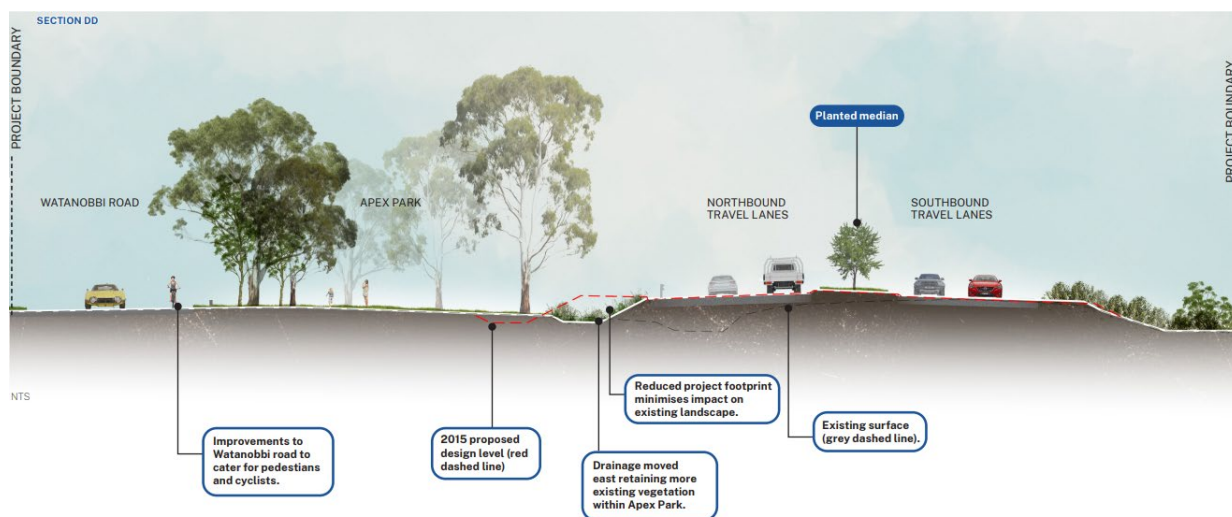 SECTION DD
PROJECT BOUNDARY
PROJECT BOUNDARY
Planted median
WATANOBBI ROAD
APEX PARK
NORTHBOUND
TRAVEL LANES
SOUTHBOUND
TRAVEL LANES
NTS
Improvements to
Watanobbi road to
cater for pedestians
and cyclists.
2015 proposed
design level (red
dashed line)
Drainage moved
east retaining more
existing vegetation
within Apex Park.
Reduced project footprint
minimises impact on
existing landscape.
Existing surface
(grey dashed line).